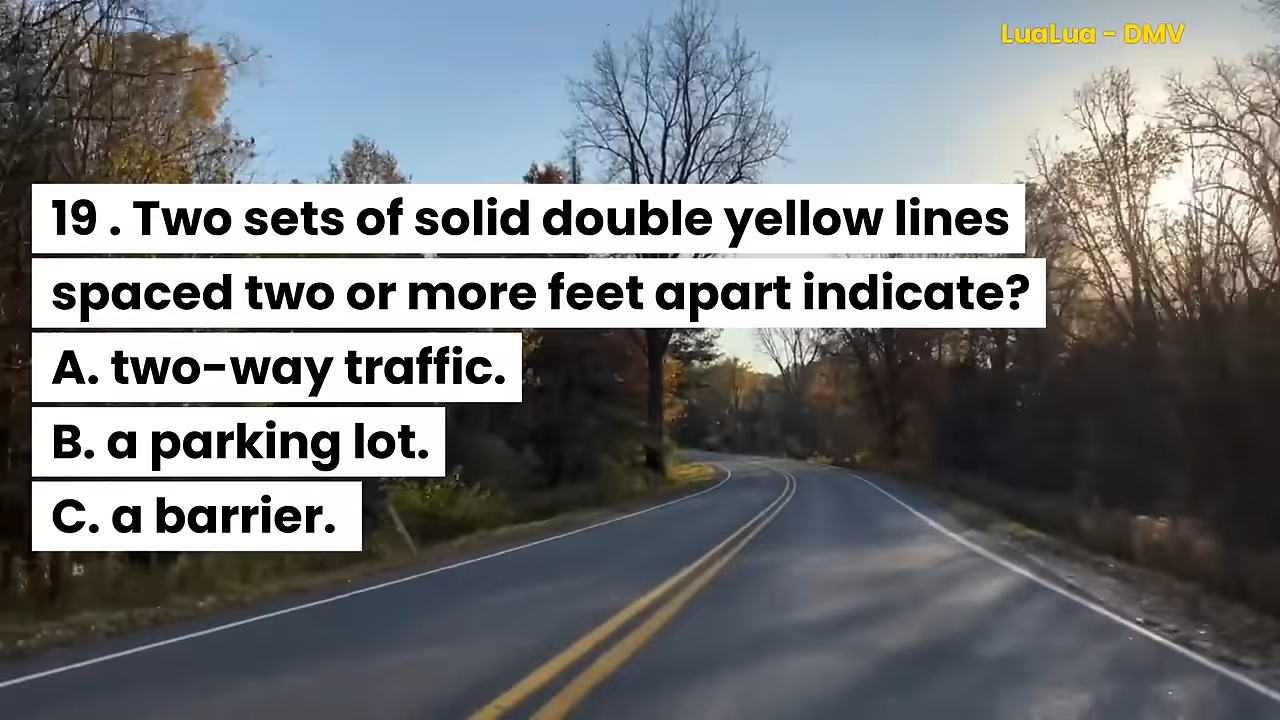 LuaLua - DMV
19 . Two sets of solid double yellow lines
spaced two or more feet apart indicate?
A. two-way traffic.
B. a parking lot.
C. a barrier.